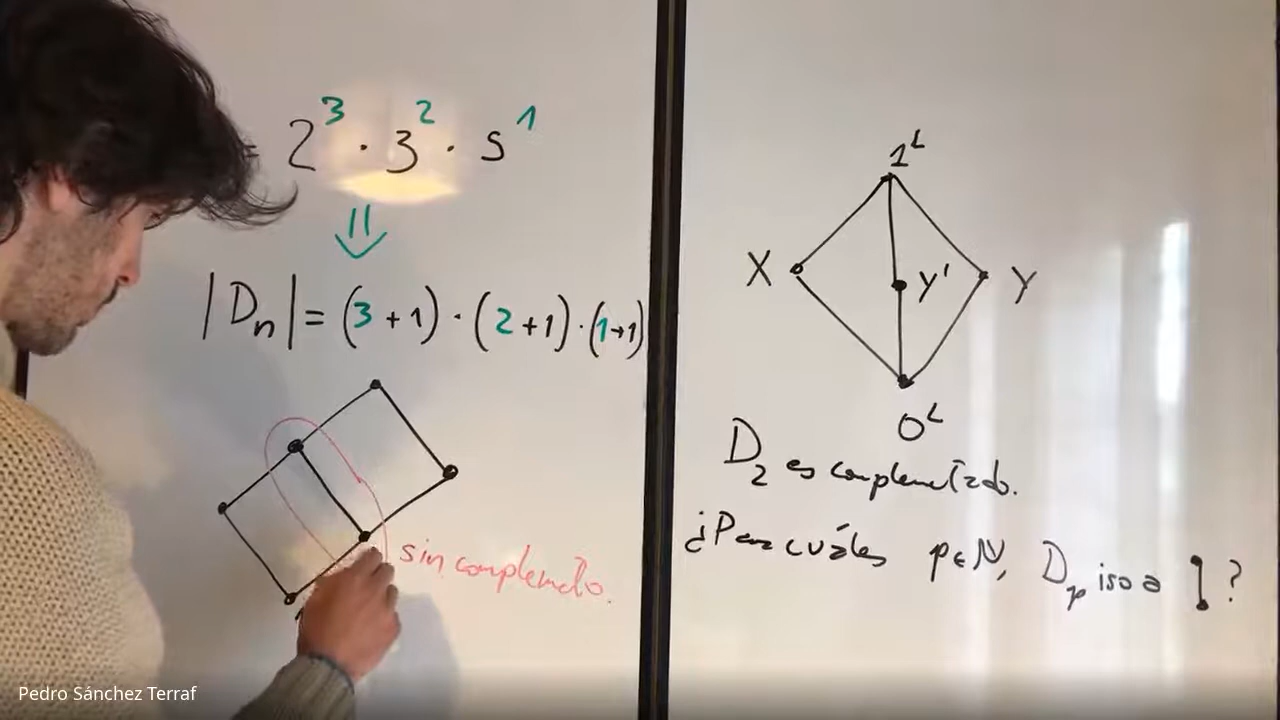 2³ · 3² · 5¹
⇓
|Dₙ| = (3+1) · (2+1) · (1+1)
sin complemento.
1ᴸ
X
y'
y
0ᴸ
D₂ es complementado.
¿Para cuáles p∈ℕ, Dₚ iso a ?
Pedro Sánchez Terraf